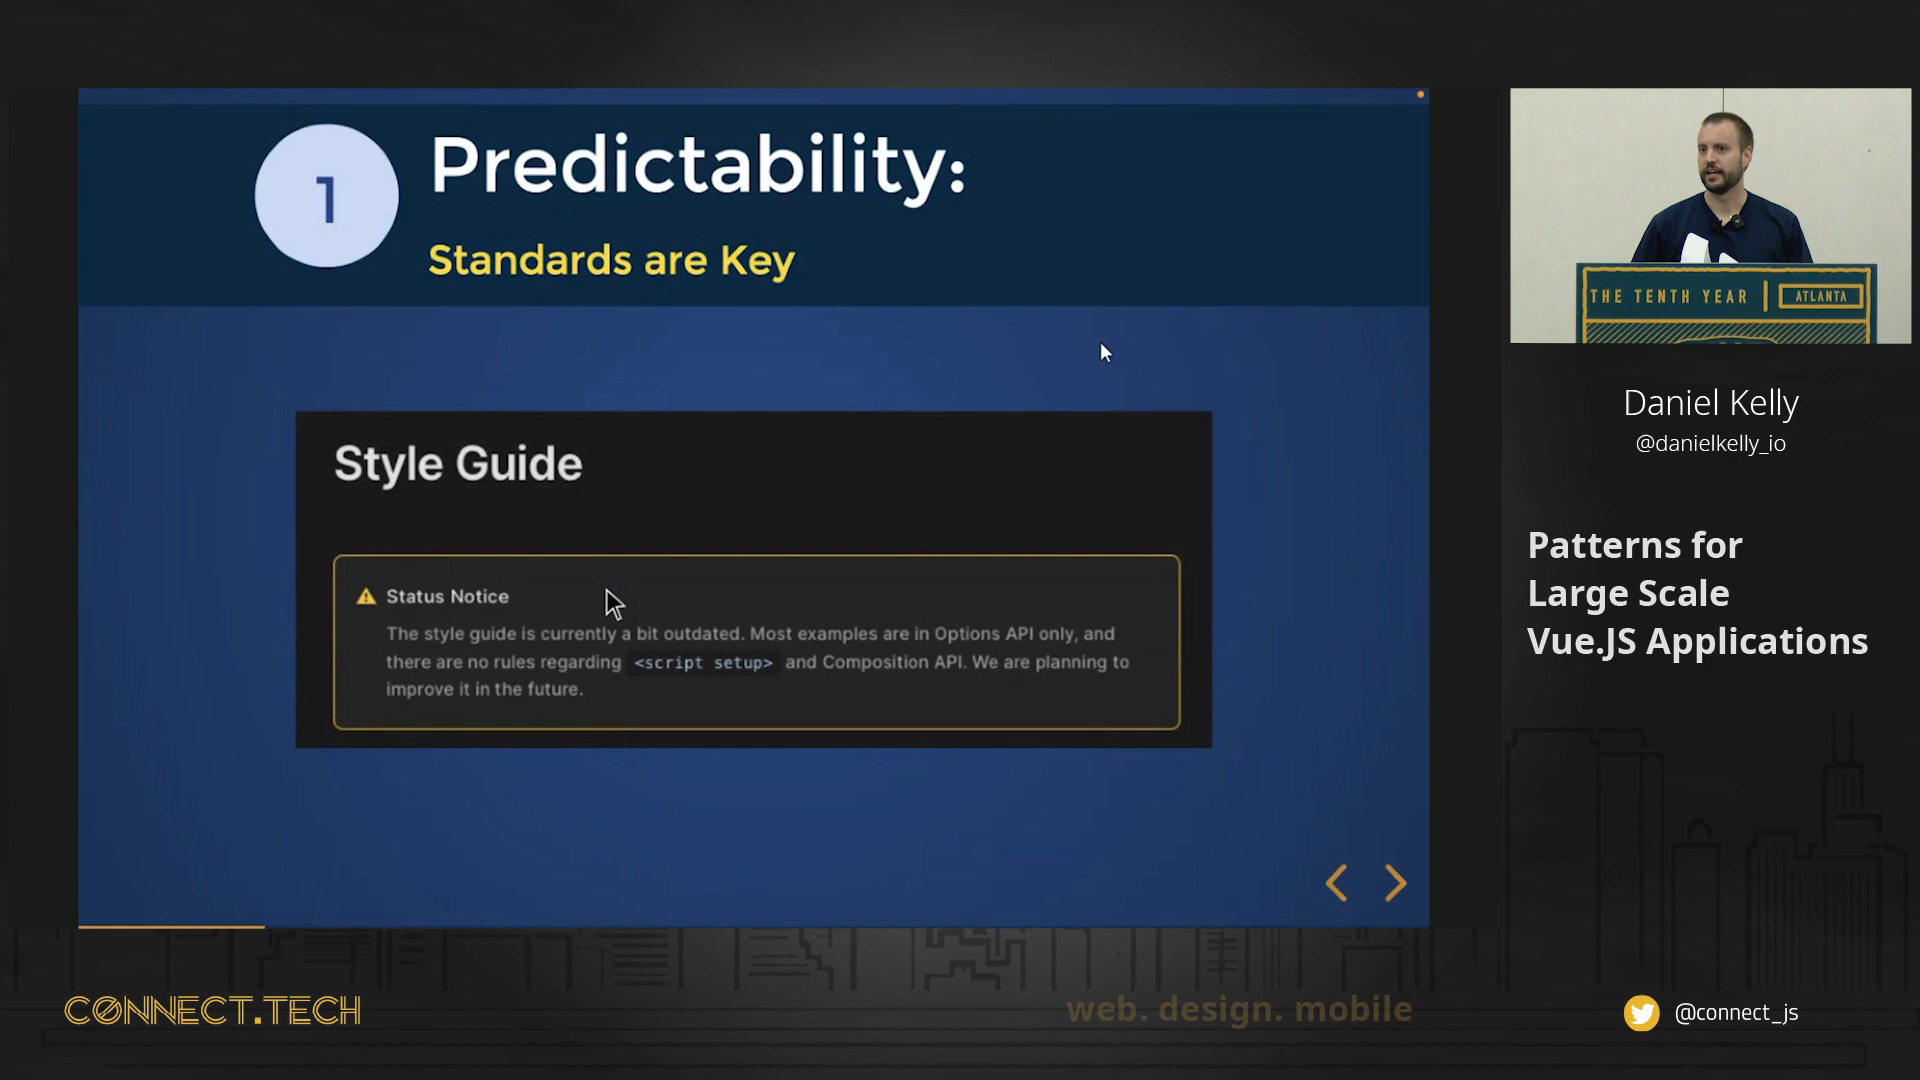 1
Predictability:
Standards are Key
Style Guide
Status Notice
The style guide is currently a bit outdated. Most examples are in Options API only, and
there are no rules regarding <script setup> and Composition API. We are planning to
improve it in the future.
THE TENTH YEAR | ATLANTA
Daniel Kelly
@danielkelly_io
Patterns for
Large Scale
Vue.JS Applications
CONNECT.TECH
web. design. mobile
@connect_js